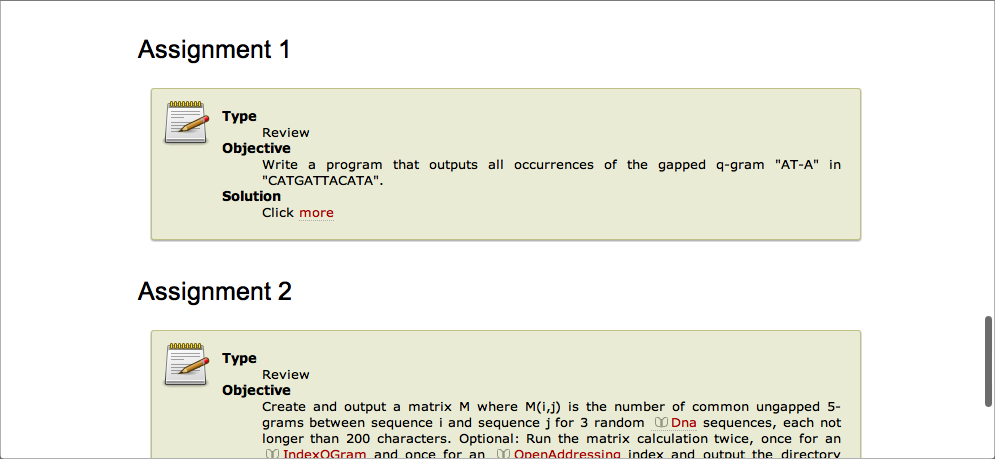 Assignment 1
Type
Review
Objective
Write a program that outputs all occurrences of the gapped q-gram "AT-A" in
"CATGATTACATA".
Solution
Click more
Assignment 2
Type
Review
Objective
Create and output a matrix M where M(i,j) is the number of common ungapped 5-
grams between sequence i and sequence j for 3 random Dna sequences, each not
longer than 200 characters. Optional: Run the matrix calculation twice, once for an
IndexQGram and once for an OpenAddressing index and output the directory